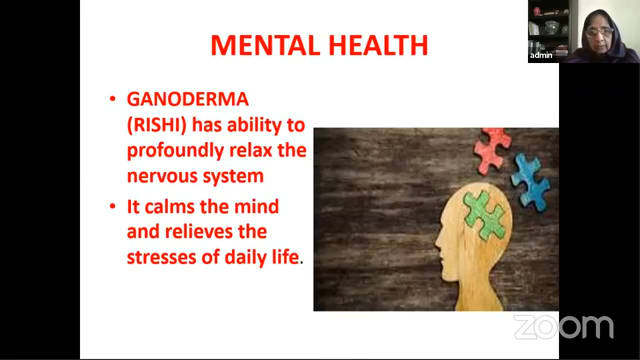 admin
MENTAL HEALTH
• GANODERMA
(RISHI) has ability to
profoundly relax the
nervous system
• It calms the mind
and relieves the
stresses of daily life.
zoom